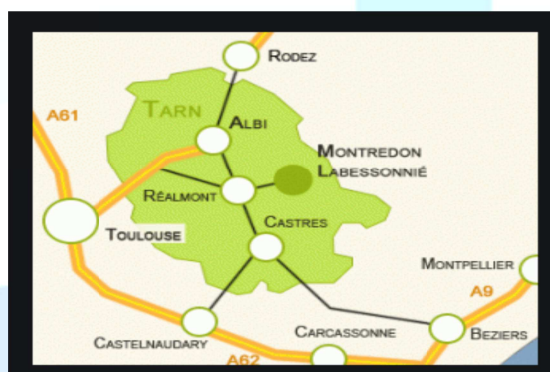 RODEZ
TARN
A61
ALBI
MONTREDON
LABESSONNIÉ
RÉALMONT
CASTRES
TOULOUSE
MONTPELLIER
A9
CASTELNAUDARY
CARCASSONNE
BEZIERS
A62